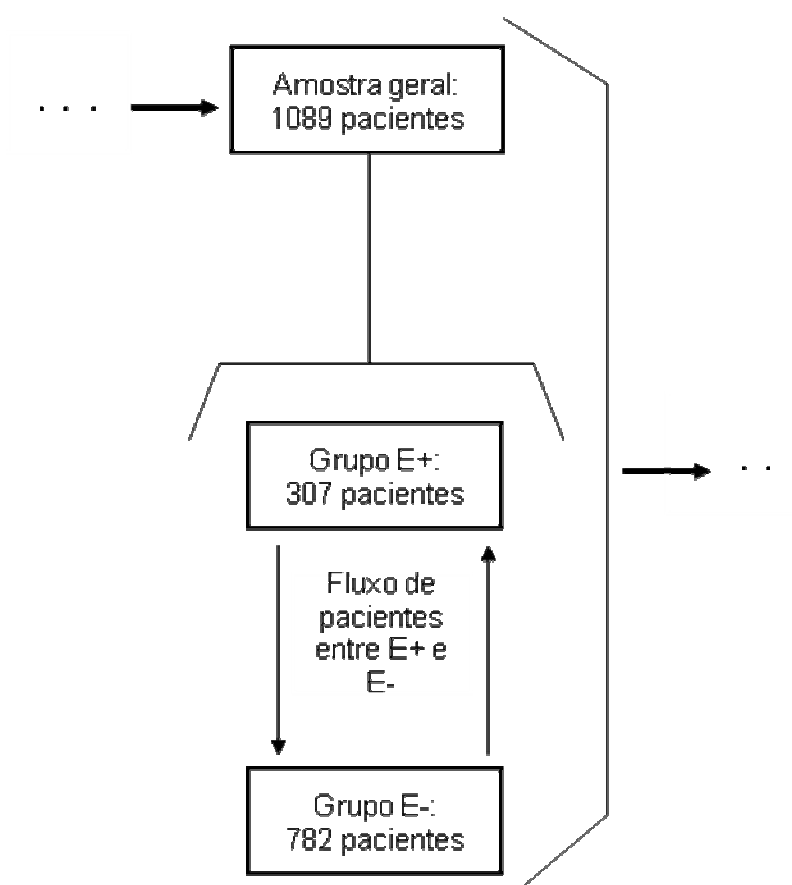 . . .
Amostra geral:
1089 pacientes
Grupo E+:
307 pacientes
. .
Fluxo de
pacientes
entre E+ e
E-
Grupo E-:
782 pacientes